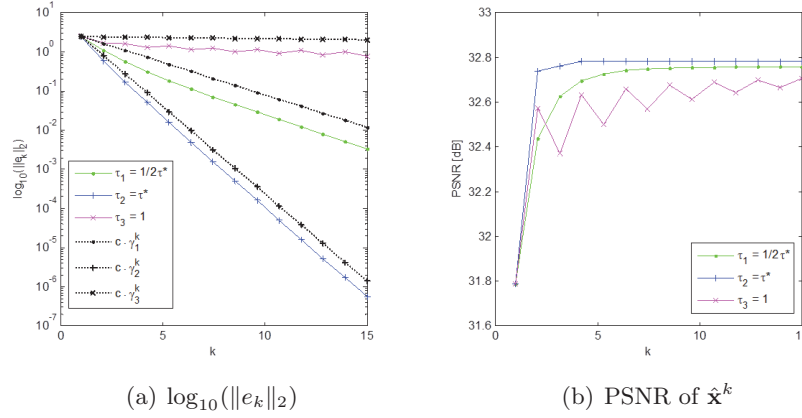 10^1
10^0
10^-1
10^-2
10^-3
10^-4
10^-5
10^-6
10^-7
log₁₀(‖e_k‖₂)
τ₁ = 1/2τ*
τ₂ = τ*
τ₃ = 1
c · γ₁^k
c · γ₂^k
c · γ₃^k
0 5 10 15
k
(a) log₁₀(‖e_k‖₂)
33
32.8
32.6
32.4
32.2
32
31.8
31.6
PSNR [dB]
τ₁ = 1/2τ*
τ₂ = τ*
τ₃ = 1
0 5 10 15
k
(b) PSNR of x̂^k